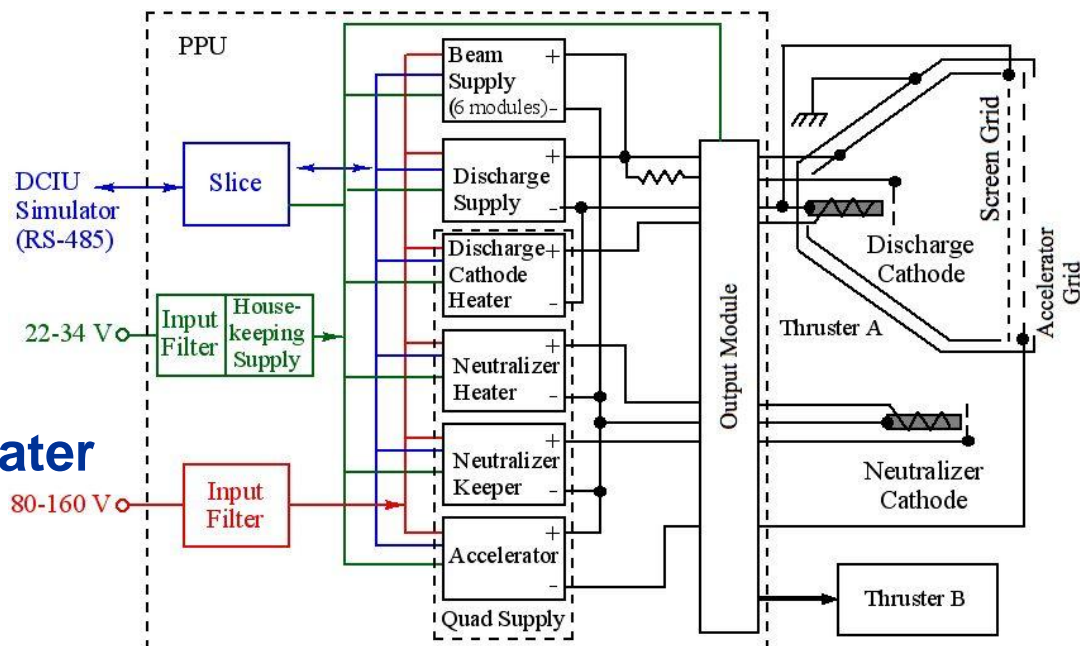 PPU
Beam +
Supply
(6 modules) -
+
Discharge
Supply -
Discharge
Cathode +
Heater -
+
Neutralizer
Heater -
+
Neutralizer
Keeper -
+
Accelerator
-
Quad Supply
DCIU
Simulator
(RS-485)
Slice
22-34 V
Input
Filter
House-
keeping
Supply
ater
80-160 V
Input
Filter
Output Module
Screen Grid
Accelerator
Grid
Discharge
Cathode
Thruster A
Neutralizer
Cathode
Thruster B